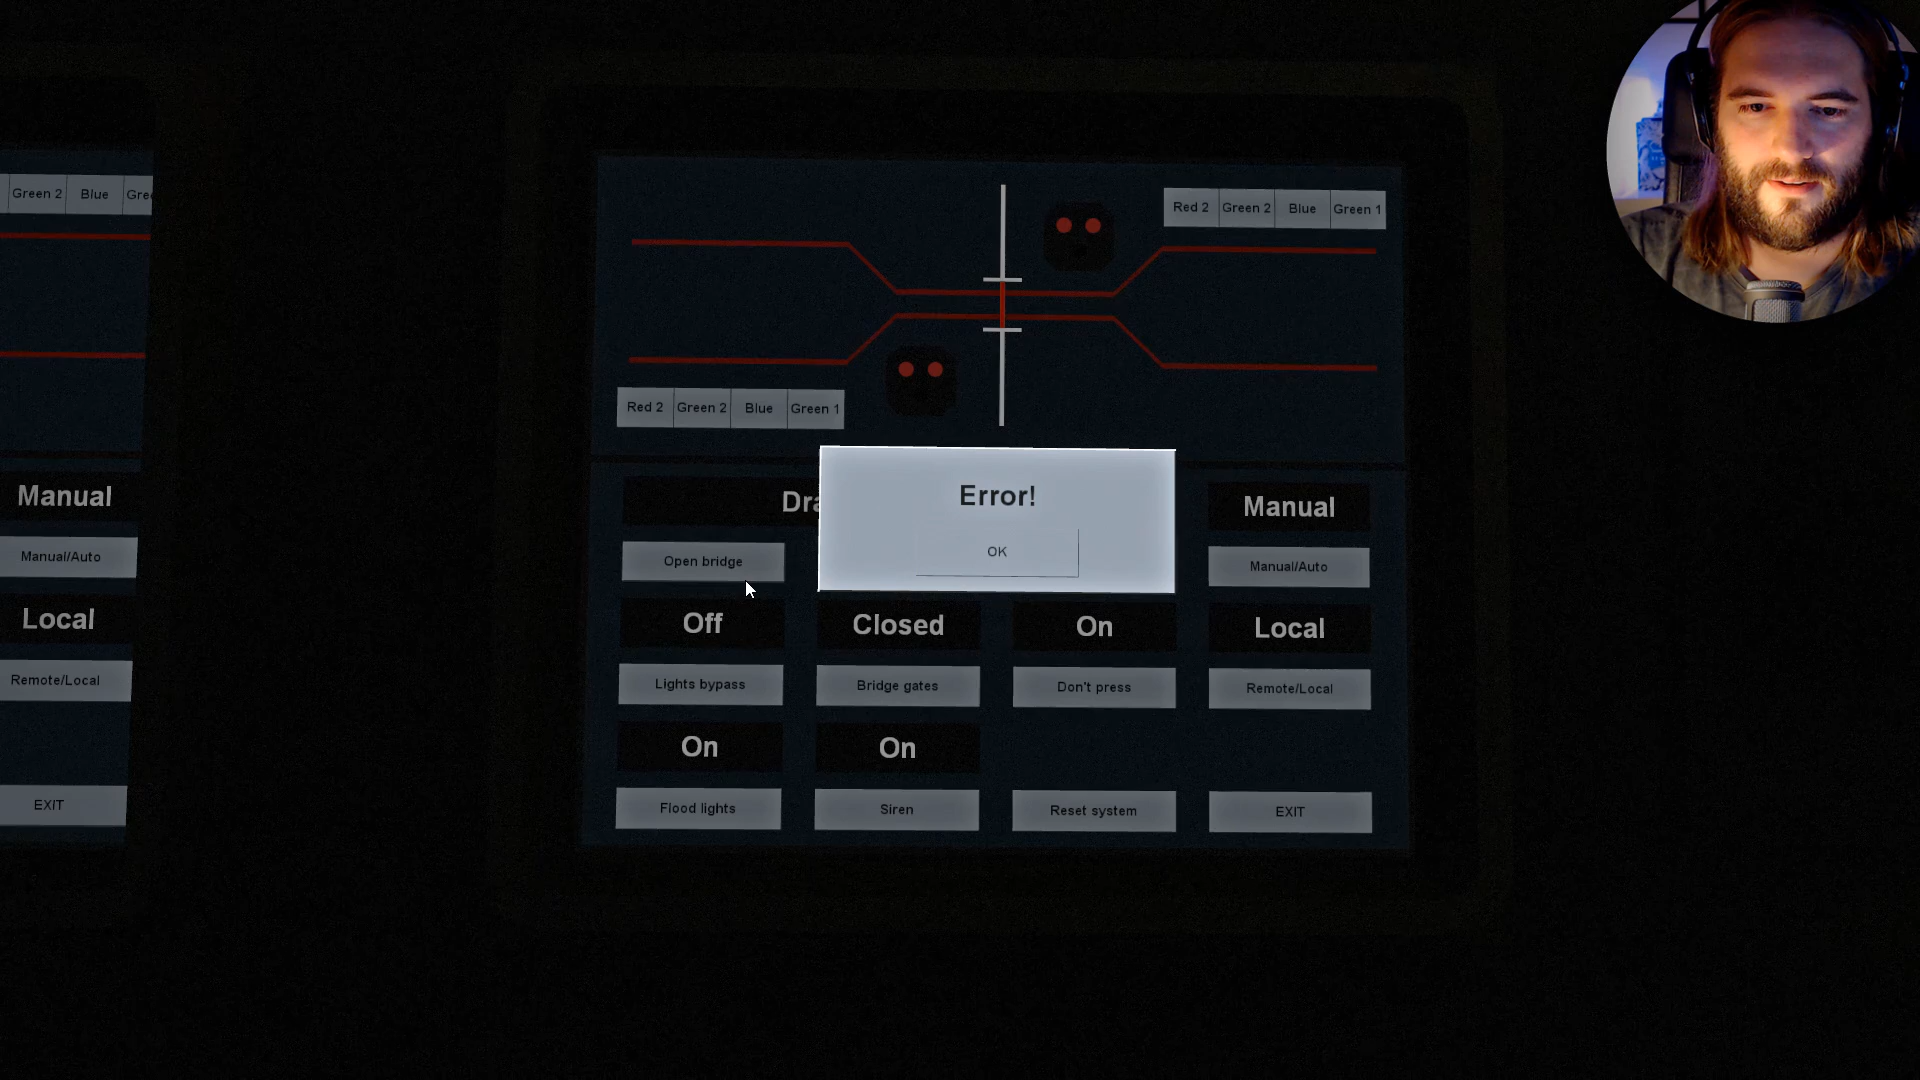 Green 2 Blue Gre
Manual
Manual/Auto
Local
Remote/Local
EXIT
Red 2 Green 2 Blue Green 1
Red 2 Green 2 Blue Green 1
Dra
Error!
OK
Manual
Open bridge
Manual/Auto
Off Closed On Local
Lights bypass Bridge gates Don't press Remote/Local
On On
Flood lights Siren Reset system EXIT